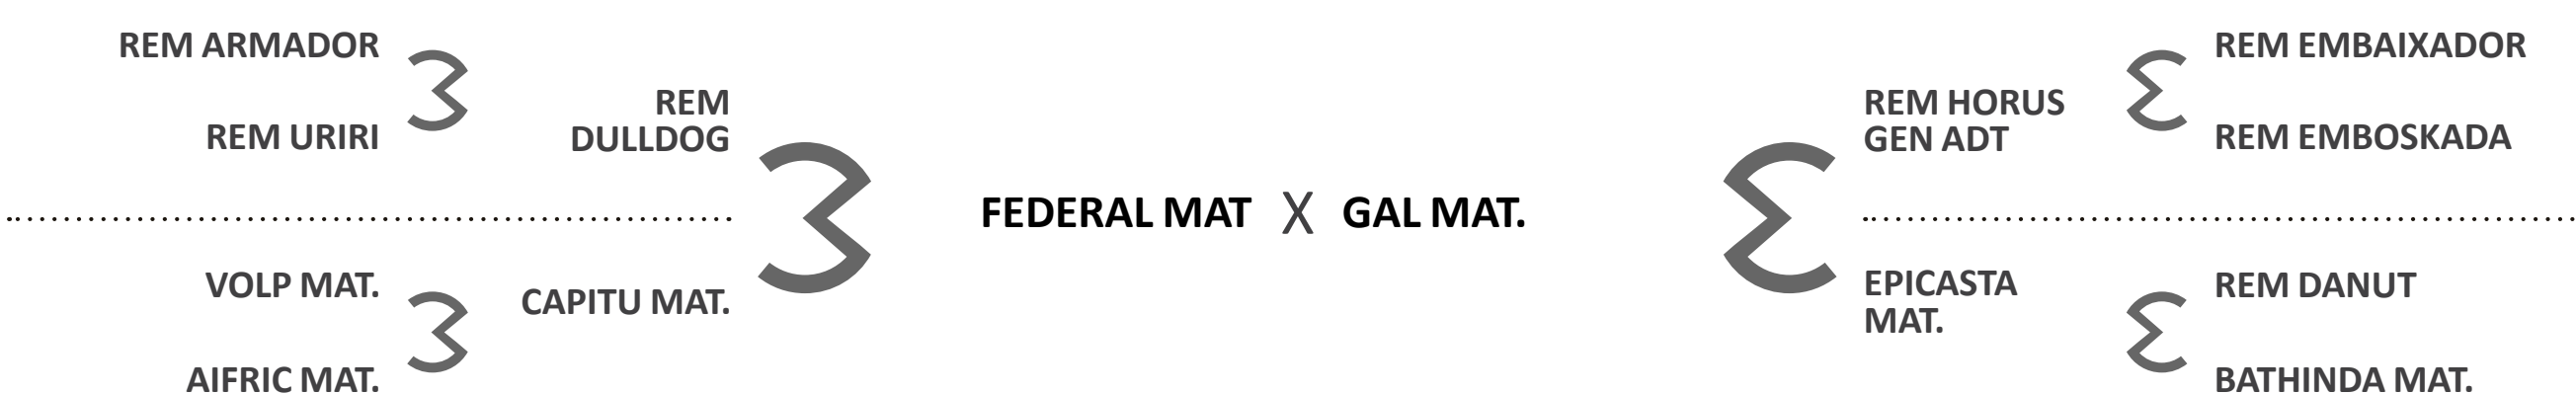 REM ARMADOR
REM URIRI
REM
DULLDOG
VOLP MAT.
AIFRIC MAT.
CAPITU MAT.
FEDERAL MAT X GAL MAT.
REM HORUS
GEN ADT
REM EMBAIXADOR
REM EMBOSKADA
EPICASTA
MAT.
REM DANUT
BATHINDA MAT.